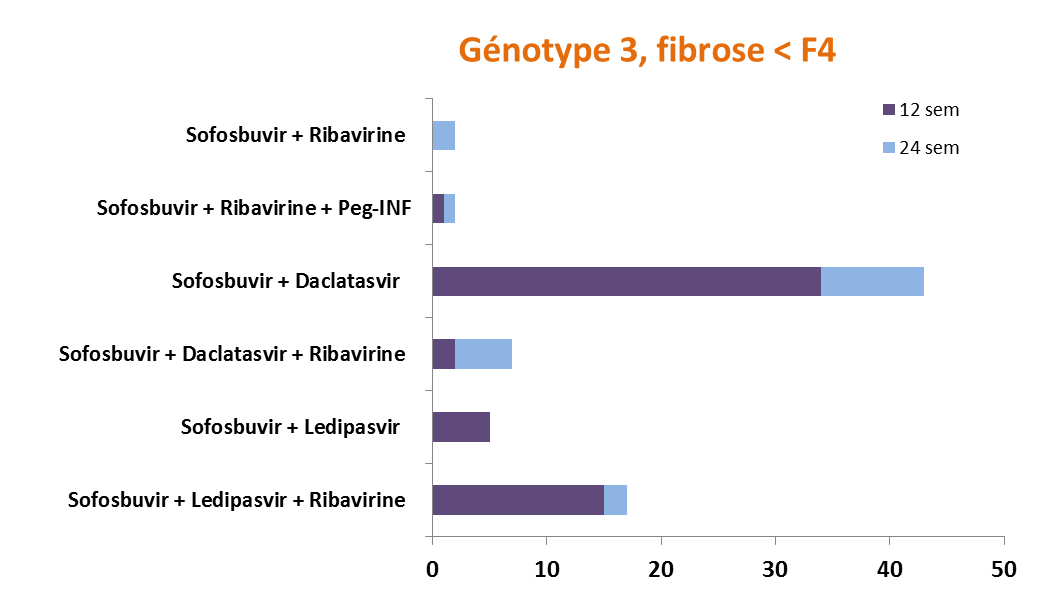 Génotype 3, fibrose < F4
12 sem
24 sem
Sofosbuvir + Ribavirine
Sofosbuvir + Ribavirine + Peg-INF
Sofosbuvir + Daclatasvir
Sofosbuvir + Daclatasvir + Ribavirine
Sofosbuvir + Ledipasvir
Sofosbuvir + Ledipasvir + Ribavirine
0 10 20 30 40 50